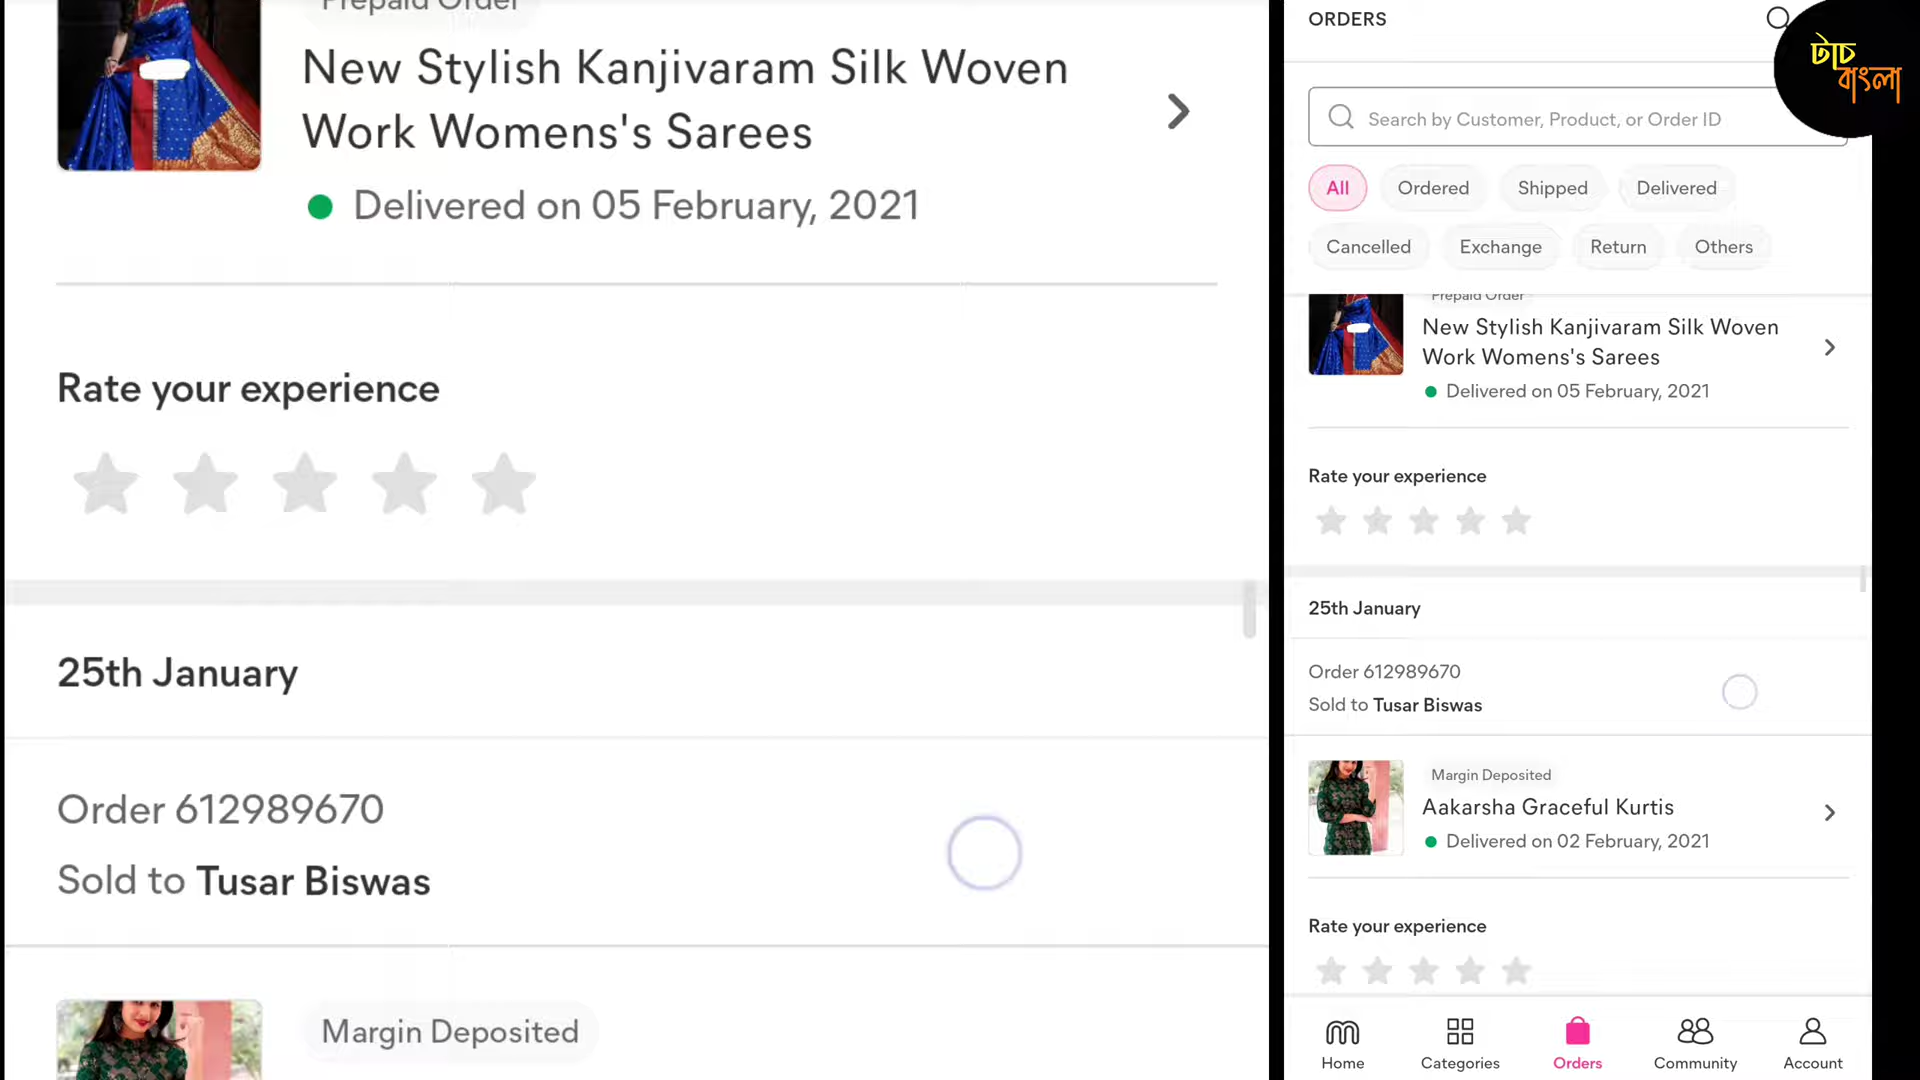 Prepaid Order
New Stylish Kanjivaram Silk Woven
Work Womens's Sarees
Delivered on 05 February, 2021
Rate your experience
25th January
Order 612989670
Sold to Tusar Biswas
Margin Deposited
ORDERS
টাচ
বাংলা
Search by Customer, Product, or Order ID
All Ordered Shipped Delivered
Cancelled Exchange Return Others
Prepaid Order
New Stylish Kanjivaram Silk Woven
Work Womens's Sarees
Delivered on 05 February, 2021
Rate your experience
25th January
Order 612989670
Sold to Tusar Biswas
Margin Deposited
Aakarsha Graceful Kurtis
Delivered on 02 February, 2021
Rate your experience
Home Categories Orders Community Account